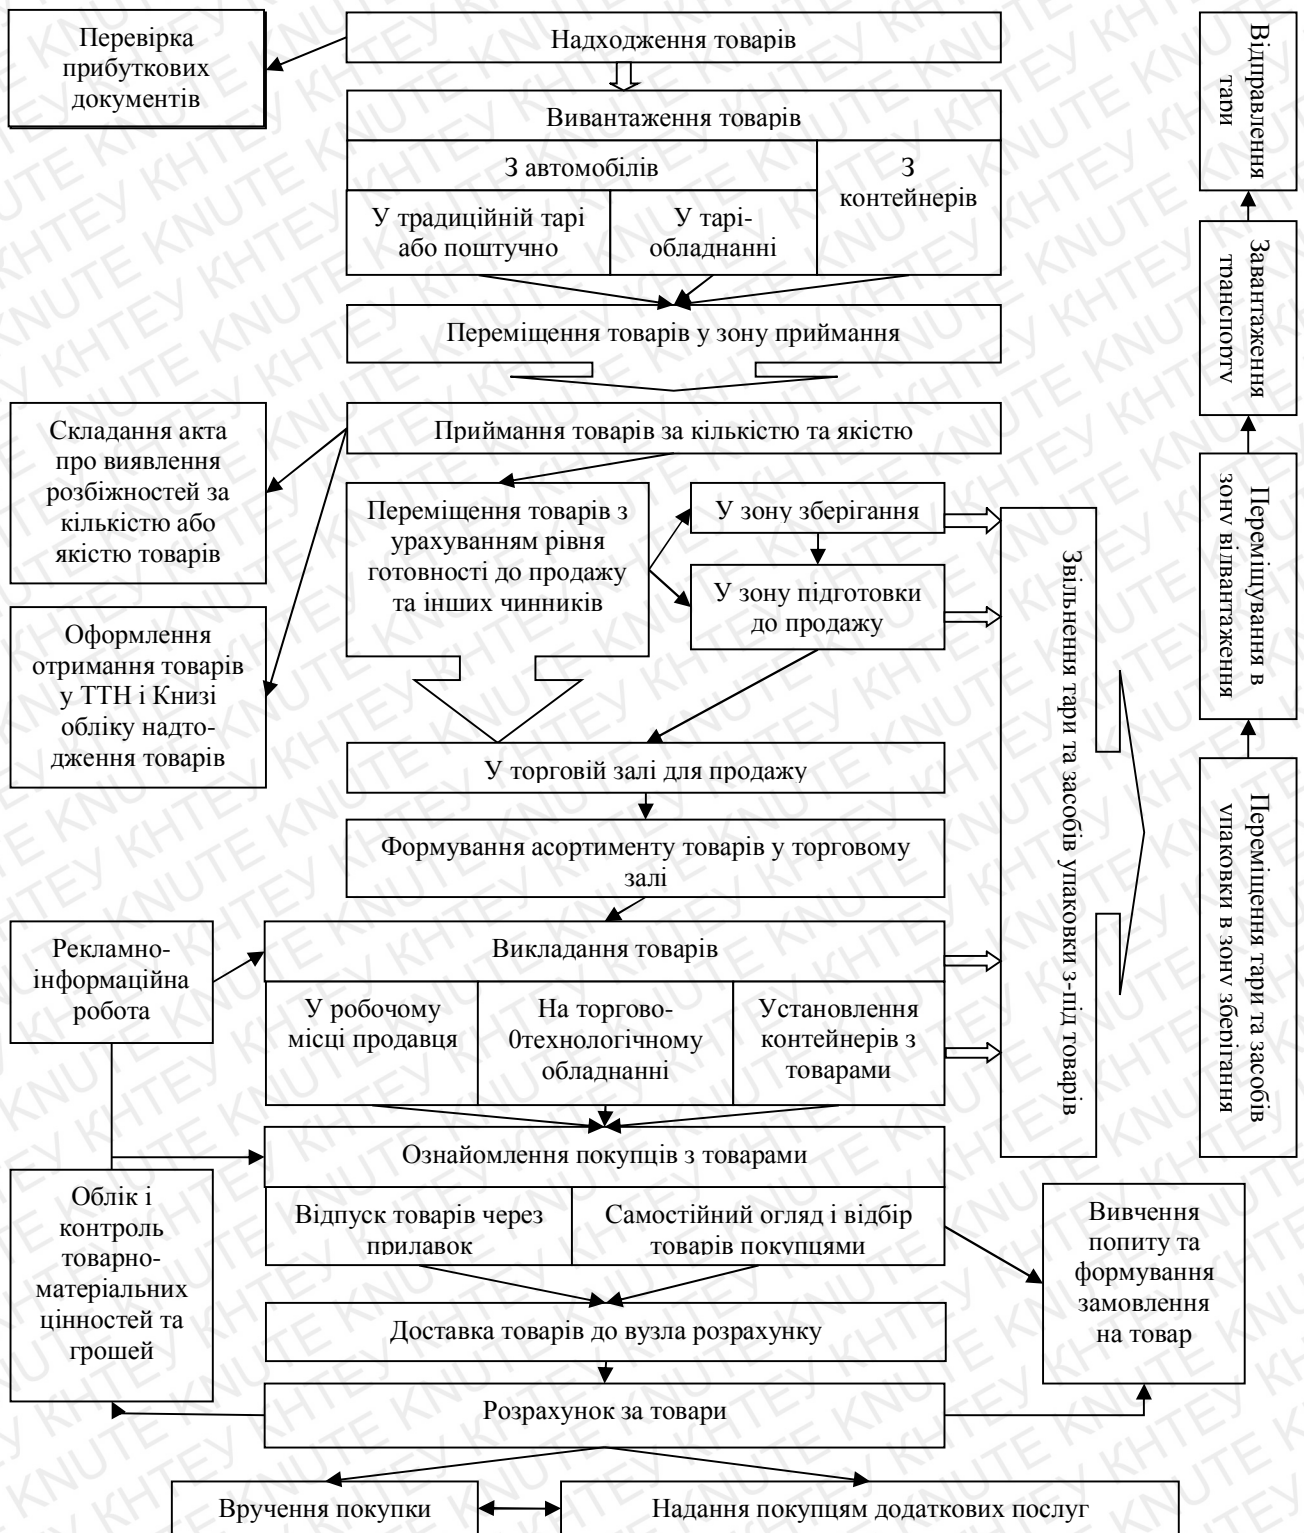 Перевірка
прибуткових
документів
Надходження товарів
Вивантаження товарів
З автомобілів
З
контейнерів
У традиційній тарі
або поштучно
У тарі-
обладнанні
Переміщення товарів у зону приймання
Приймання товарів за кількістю та якістю
Складання акта
про виявлення
розбіжностей за
кількістю або
якістю товарів
Переміщення товарів з
урахуванням рівня
готовності до продажу
та інших чинників
У зону зберігання
У зону підготовки
до продажу
Оформлення
отримання товарів
у ТТН і Книзі
обліку надто-
дження товарів
У торговій залі для продажу
Формування асортименту товарів у торговому
залі
Рекламно-
інформаційна
робота
Викладання товарів
У робочому
місці продавця
На торгово-
0технологічному
обладнанні
Установлення
контейнерів з
товарами
Ознайомлення покупців з товарами
Відпуск товарів через
прилавок
Самостійний огляд і відбір
товарів покупцями
Облік і
контроль
товарно-
матеріальних
цінностей та
грошей
Вивчення
попиту та
формування
замовлення
на товар
Доставка товарів до вузла розрахунку
Розрахунок за товари
Вручення покупки
Надання покупцям додаткових послуг
Звільнення тари та засобів упаковки з-під товарів
Відправлення
тари
Завантаження
транспорту
Переміщування в
зону відвантаження
Переміщення тари та засобів
упаковки в зону зберігання
KNUTE КНТЕУ